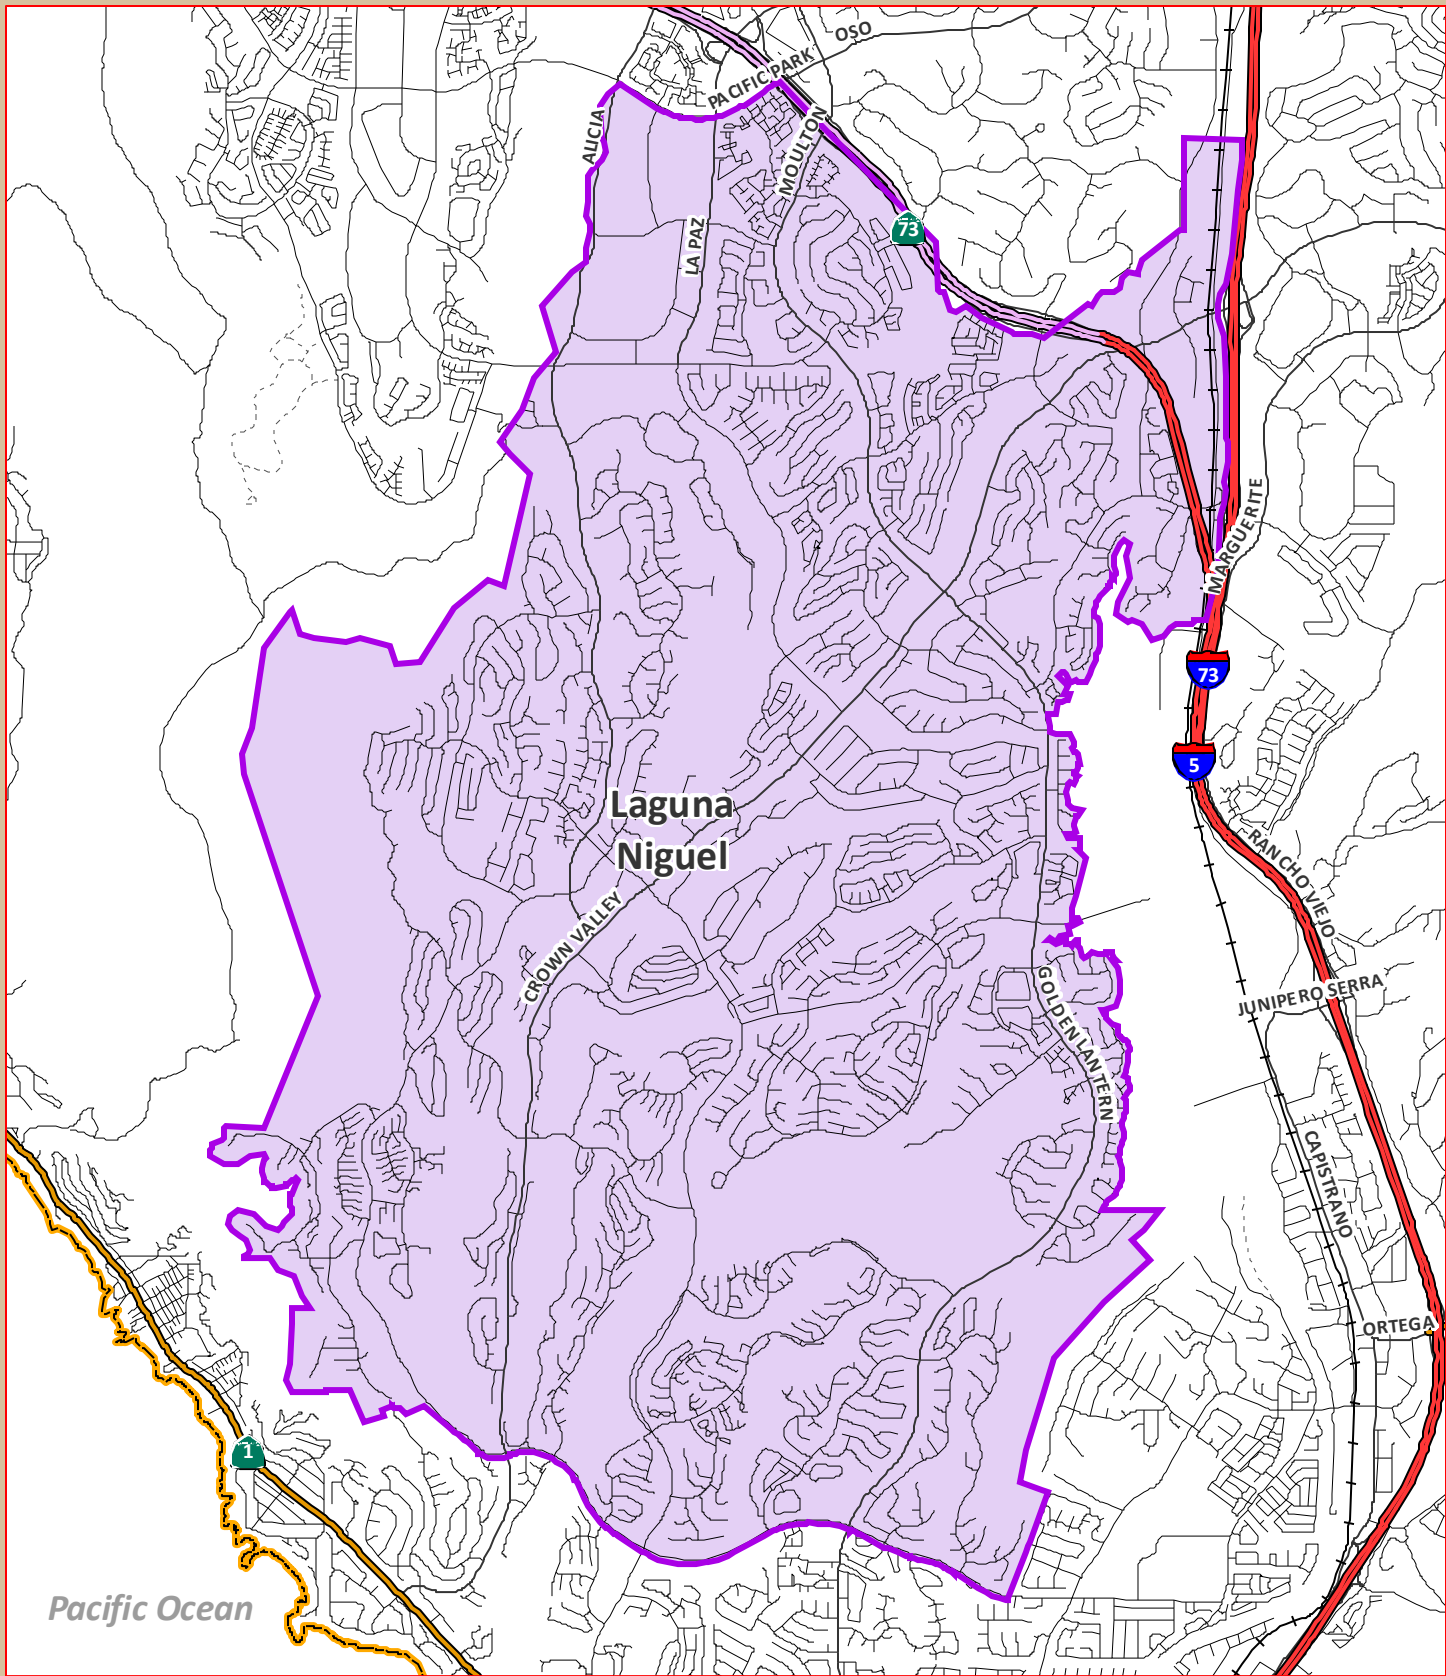 OSO
PACIFIC PARK
ALICIA
MOULTON
LA PAZ
73
MARGUERITE
73
5
Laguna
Niguel
RANCHO VIEJO
CROWN VALLEY
GOLDEN LANTERN
JUNIPERO SERRA
CAPISTRANO
ORTEGA
1
Pacific Ocean